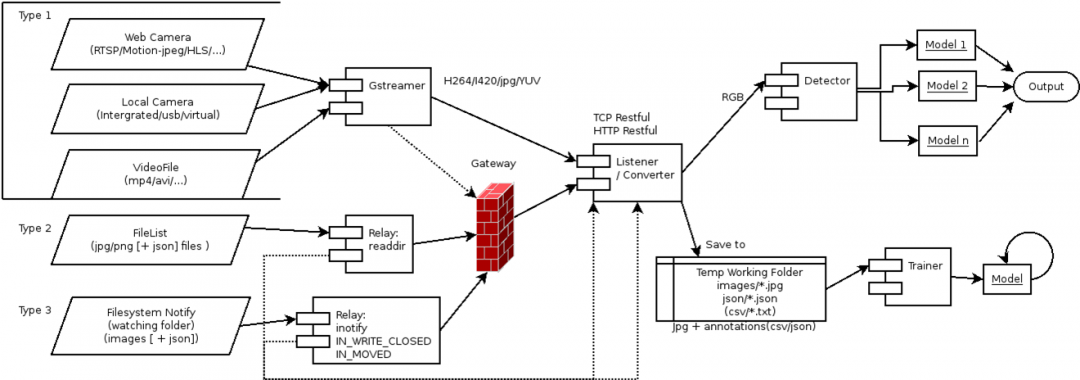 Type 1
Web Camera
(RTSP/Motion-jpeg/HLS/...)
Local Camera
(Intergrated/usb/virtual)
VideoFile
(mp4/avi/...)
Gstreamer
H264/I420/jpg/YUV
Gateway
TCP Restful
HTTP Restful
Listener
/ Converter
RGB
Detector
Model 1
Model 2
Model n
Output
Type 2
FileList
(jpg/png [+ json] files )
Relay:
readdir
Type 3
Filesystem Notify
(watching folder)
(images [ + json])
Relay:
inotify
IN_WRITE_CLOSED
IN_MOVED
Save to
Temp Working Folder
images/*.jpg
json/*.json
(csv/*.txt)
Jpg + annotations(csv/json)
Trainer
Model